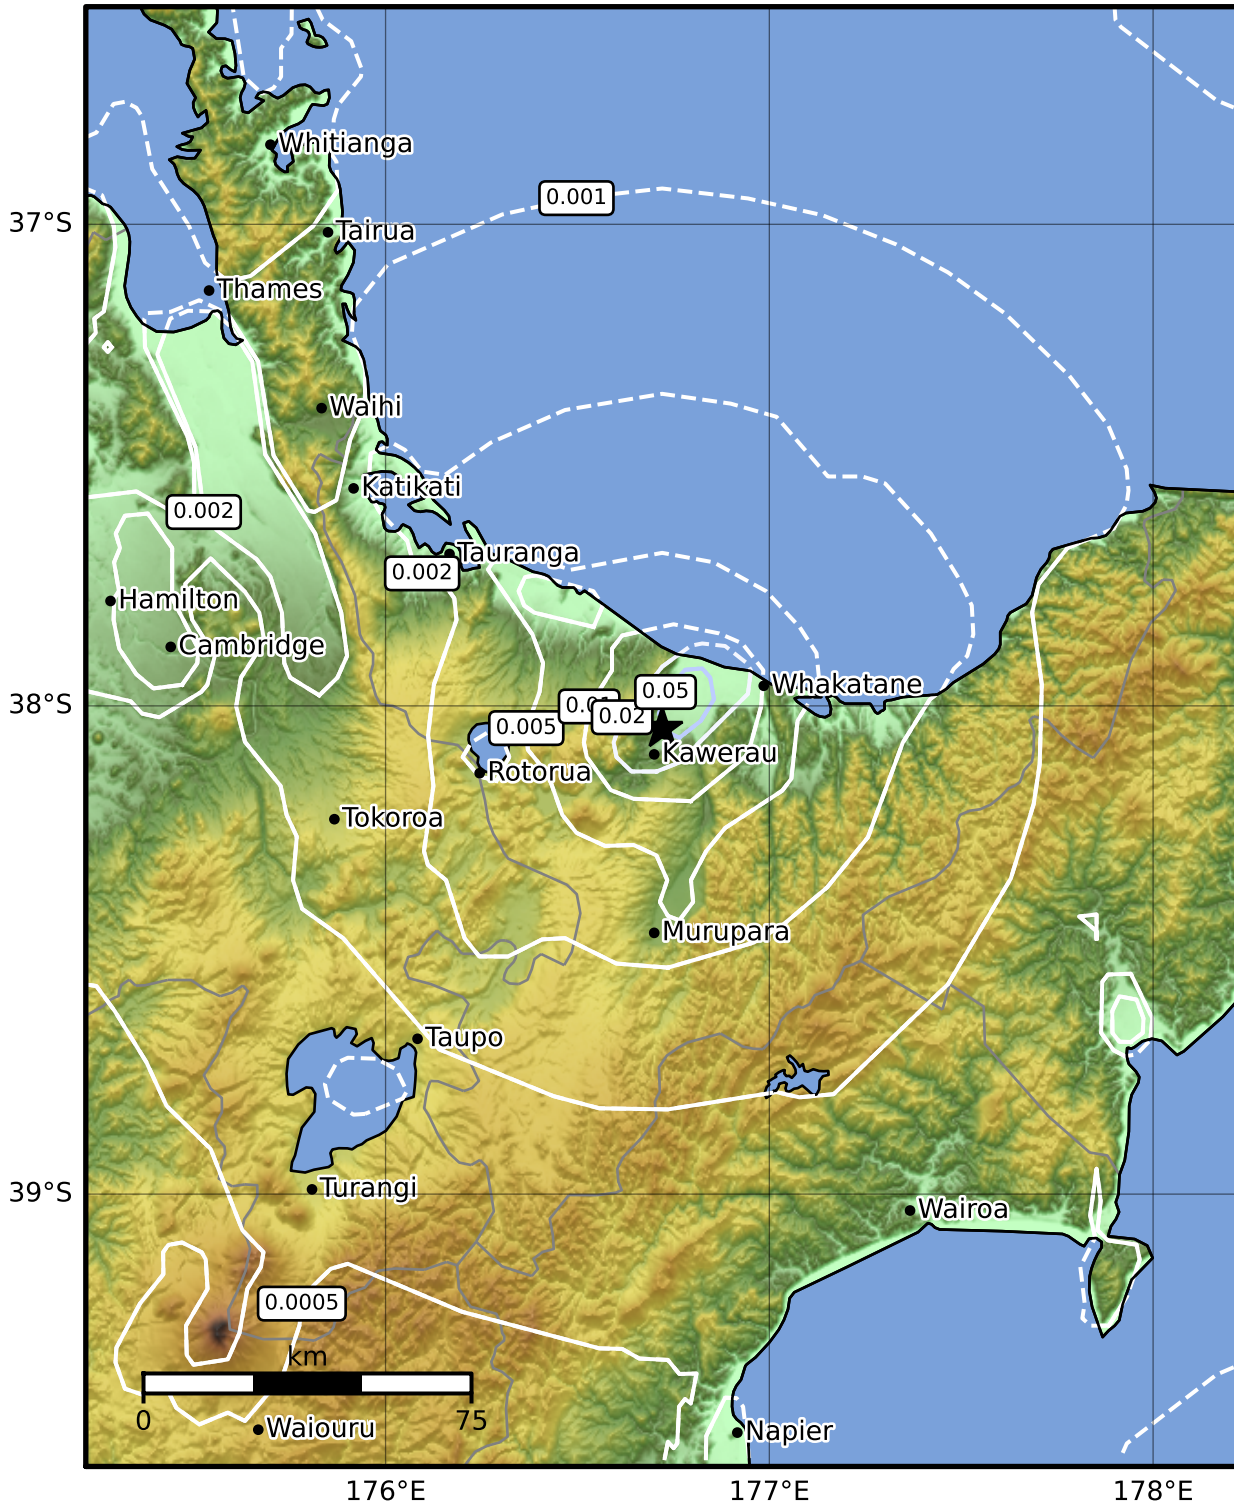 Whitianga
0.001
37°S
Tairua
Thames
Waihi
Katikati
0.002
Tauranga
0.002
Hamilton
Cambridge
Whakatane
0.05
38°S
0.02
0.005
Kawerau
Rotorua
Tokoroa
Murupara
Taupo
39°S
Turangi
Wairoa
0.0005
km
0 75
Waiouru
Napier
176°E 177°E 178°E